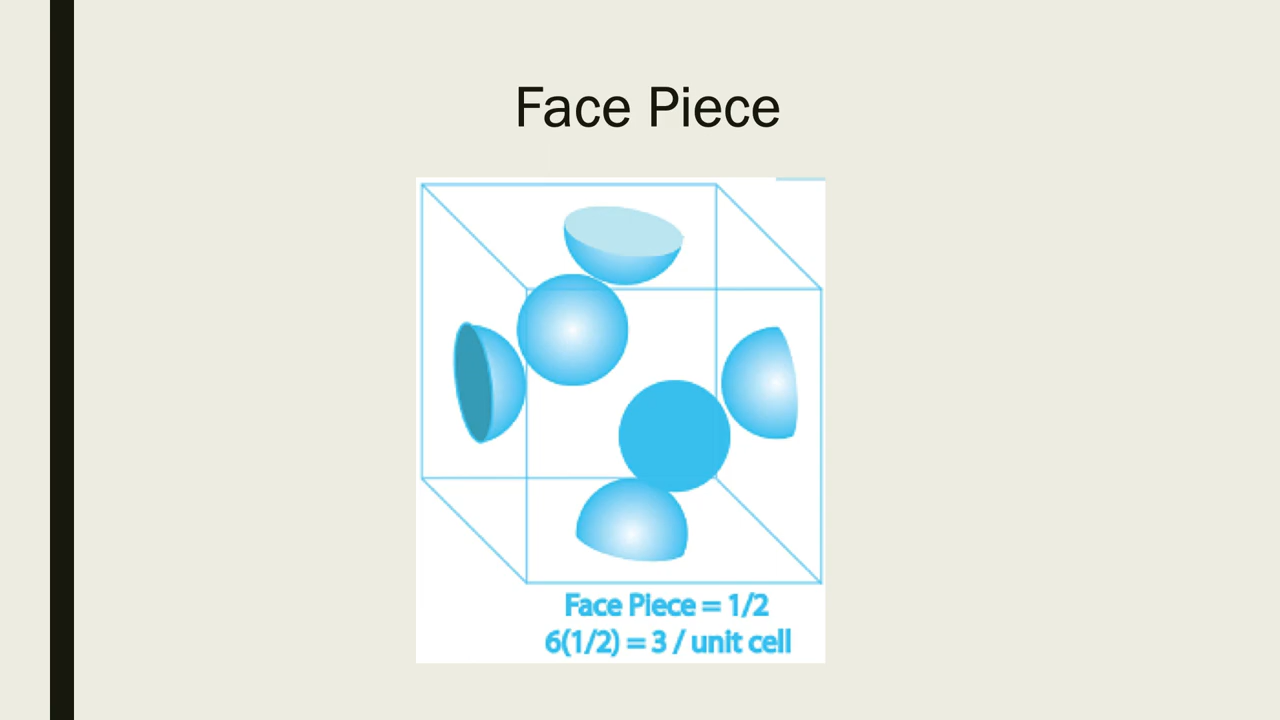 Face Piece
Face Piece = 1/2
6(1/2) = 3 / unit cell